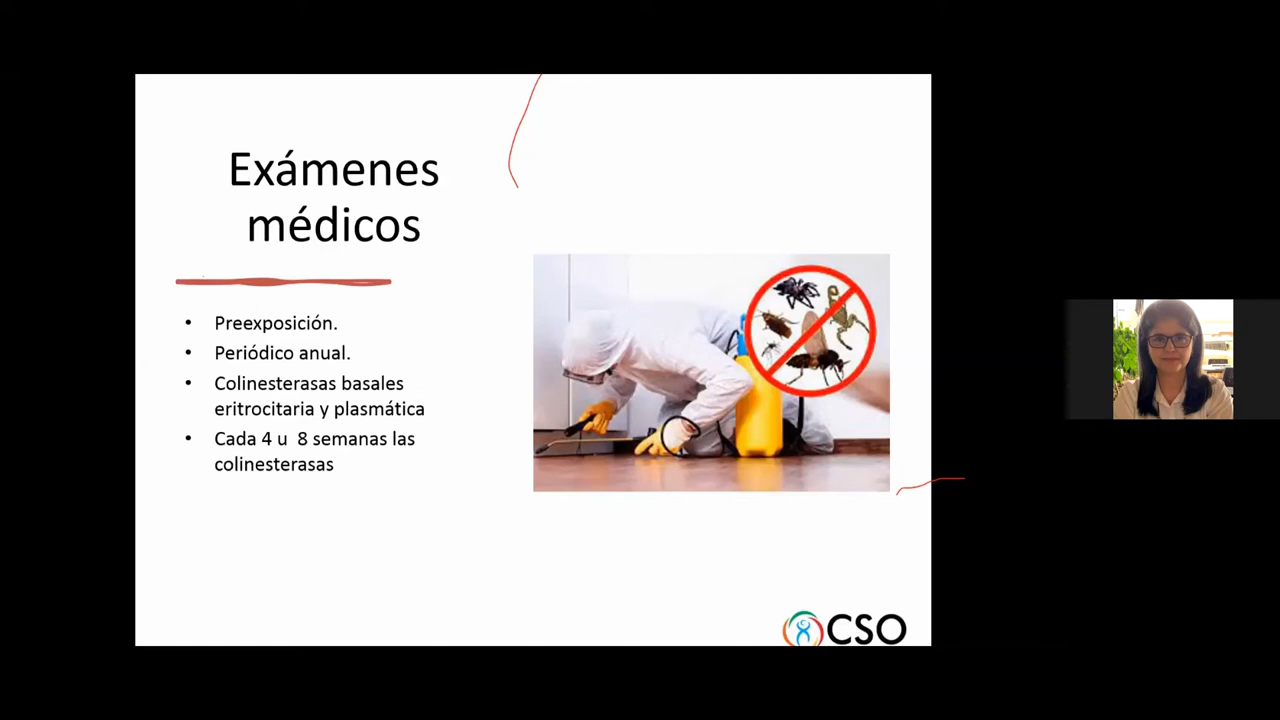 Exámenes
médicos
• Preexposición.
• Periódico anual.
• Colinesterasas basales
eritrocitaria y plasmática
• Cada 4 u  8 semanas las
colinesterasas
CSO